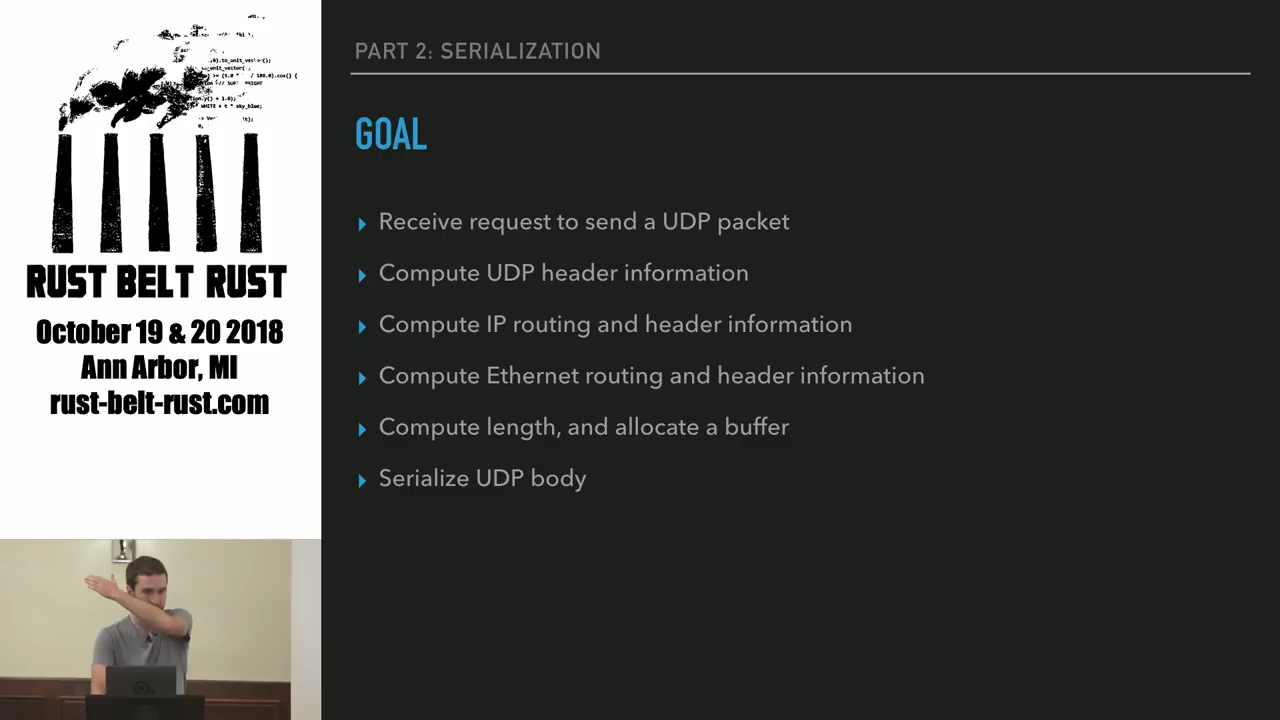 RUST BELT RUST
October 19 & 20 2018
Ann Arbor, MI
rust-belt-rust.com
PART 2: SERIALIZATION
GOAL
Receive request to send a UDP packet
Compute UDP header information
Compute IP routing and header information
Compute Ethernet routing and header information
Compute length, and allocate a buffer
Serialize UDP body